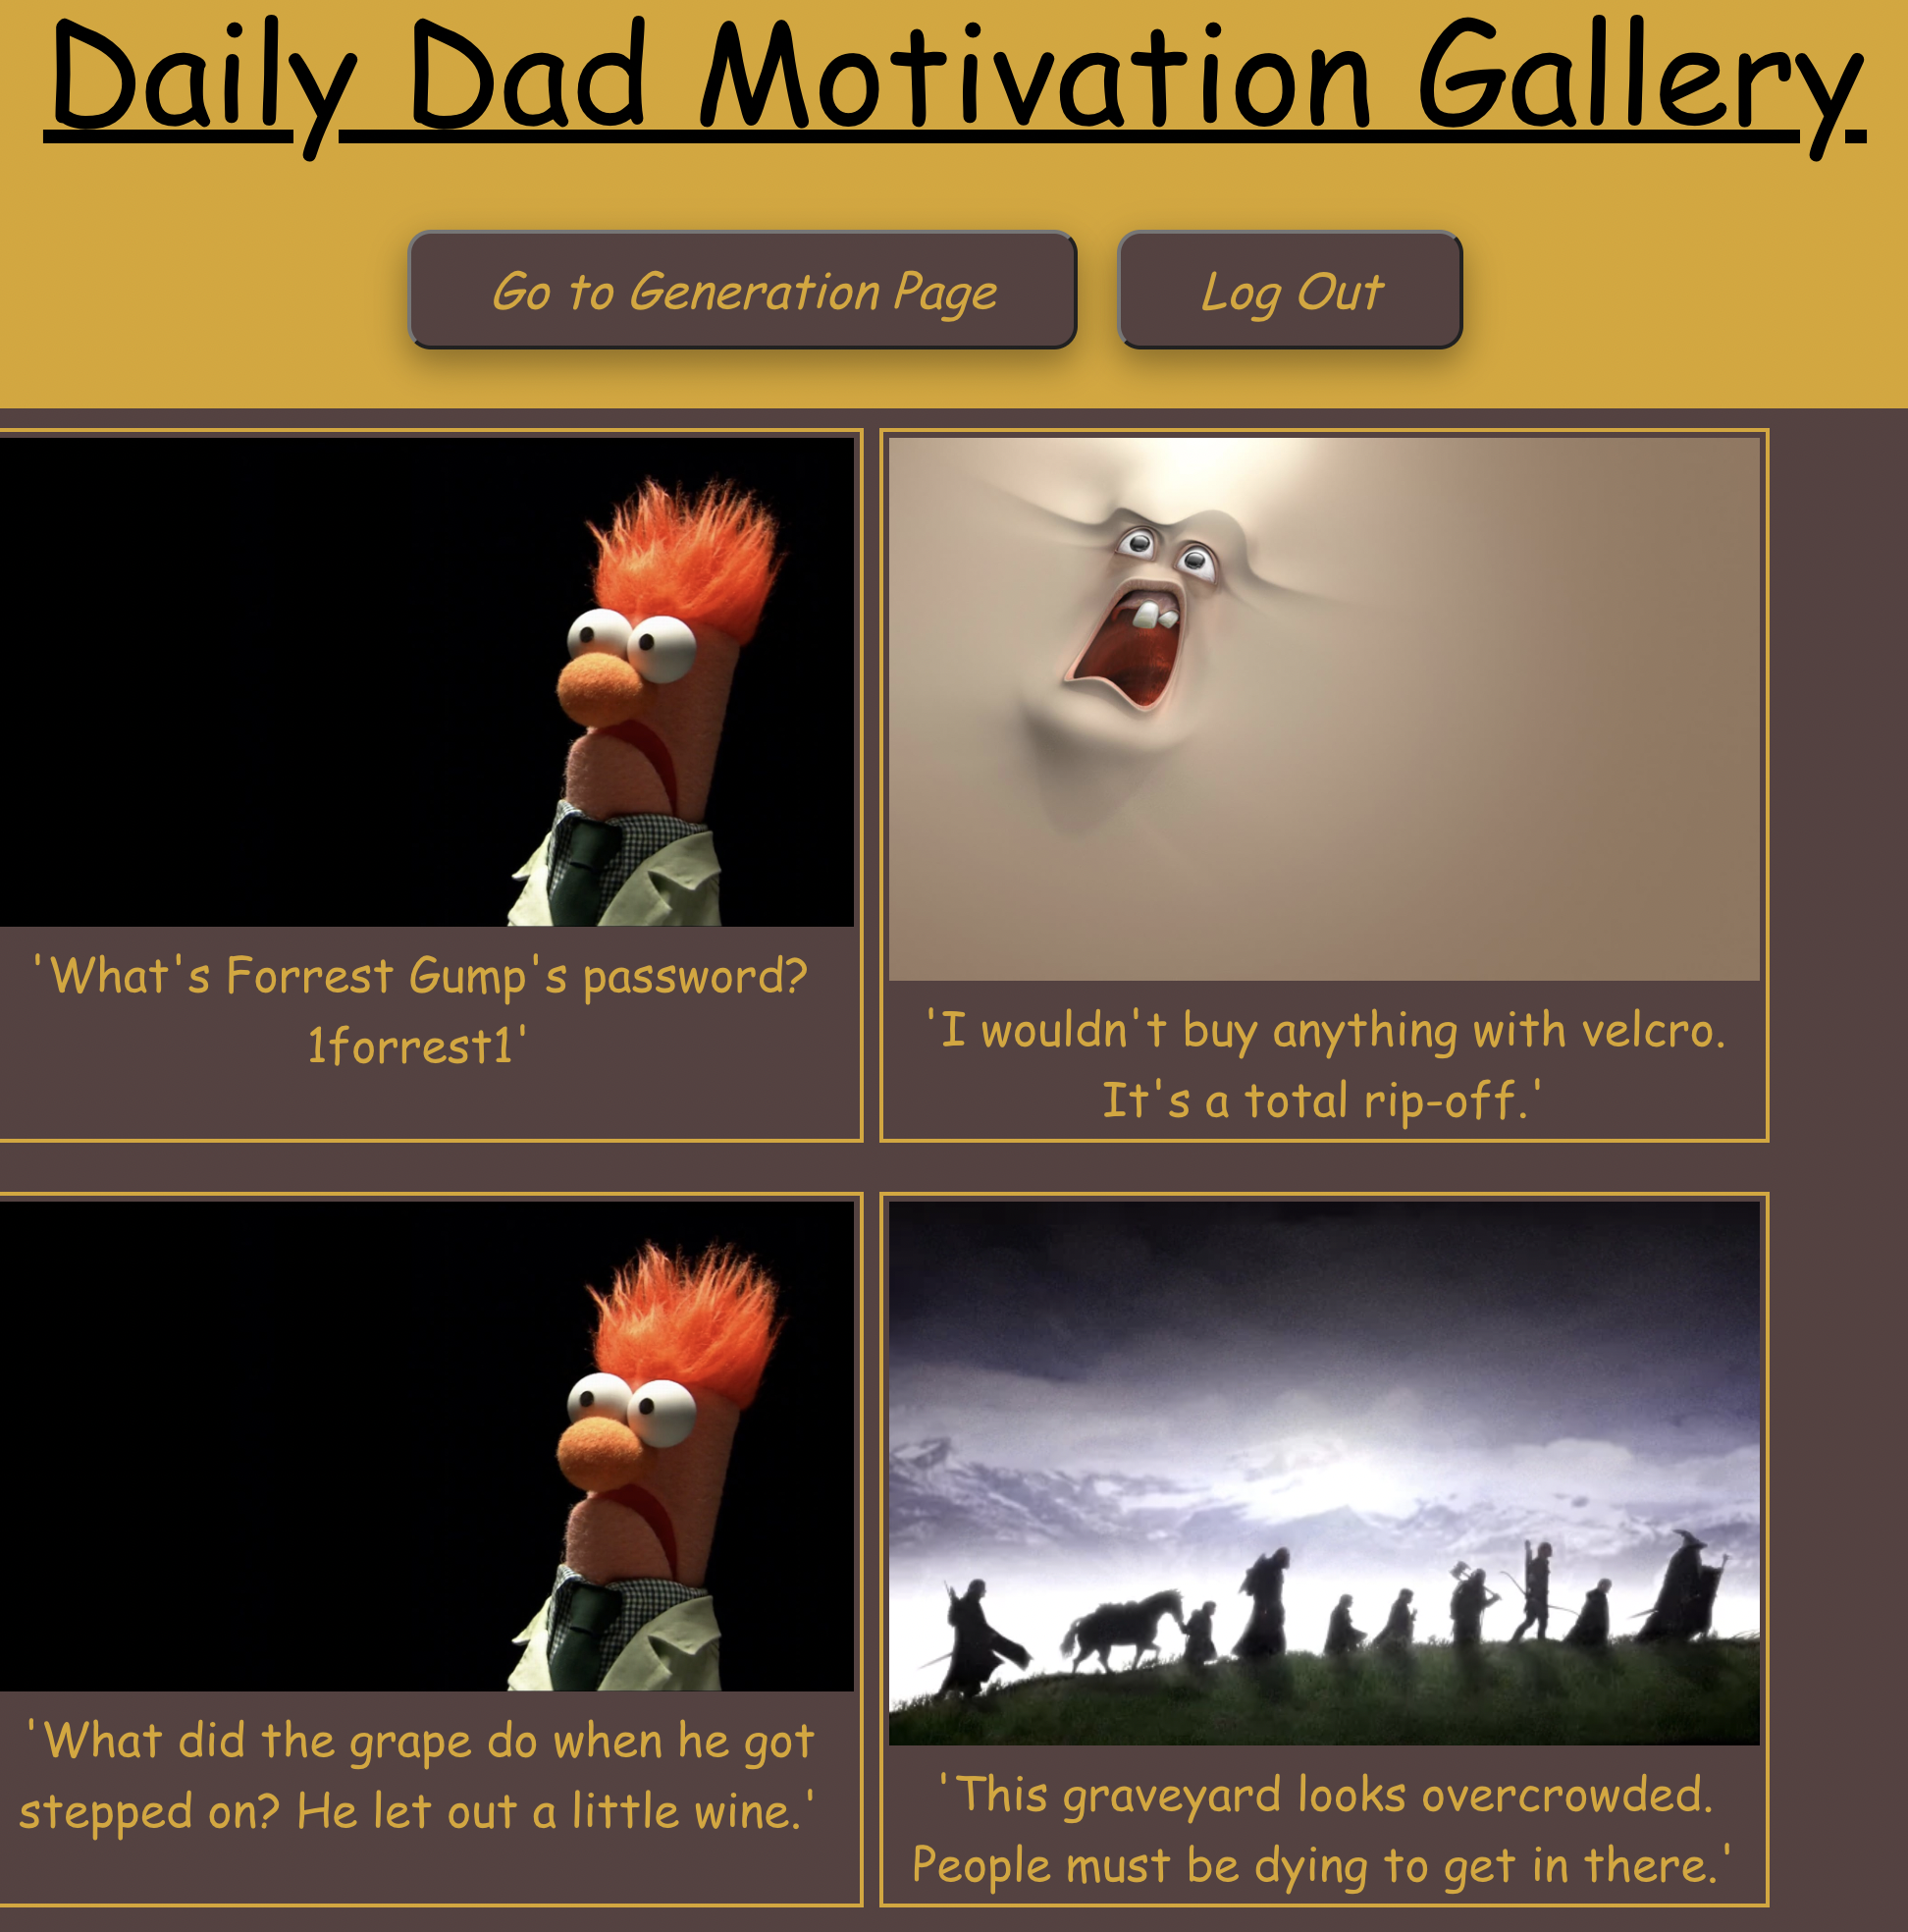 Daily Dad Motivation Gallery
Go to Generation Page
Log Out
'What's Forrest Gump's password?
1forrest1'
'I wouldn't buy anything with velcro.
It's a total rip-off.'
'What did the grape do when he got
stepped on? He let out a little wine.'
'This graveyard looks overcrowded.
People must be dying to get in there.'